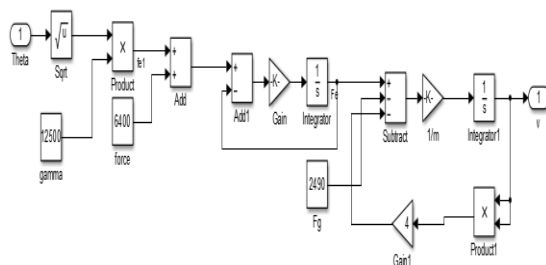 1
Theta
√u
Sqrt
×
Product
fe1
+
+
Add
+
−
Add1
-K-
Gain
1
s
Integrator
Fe
+
−
−
Subtract
-K-
1/m
1
s
Integrator1
1
v
12500
gamma
6400
force
2490
Fg
4
Gain1
×
Product1